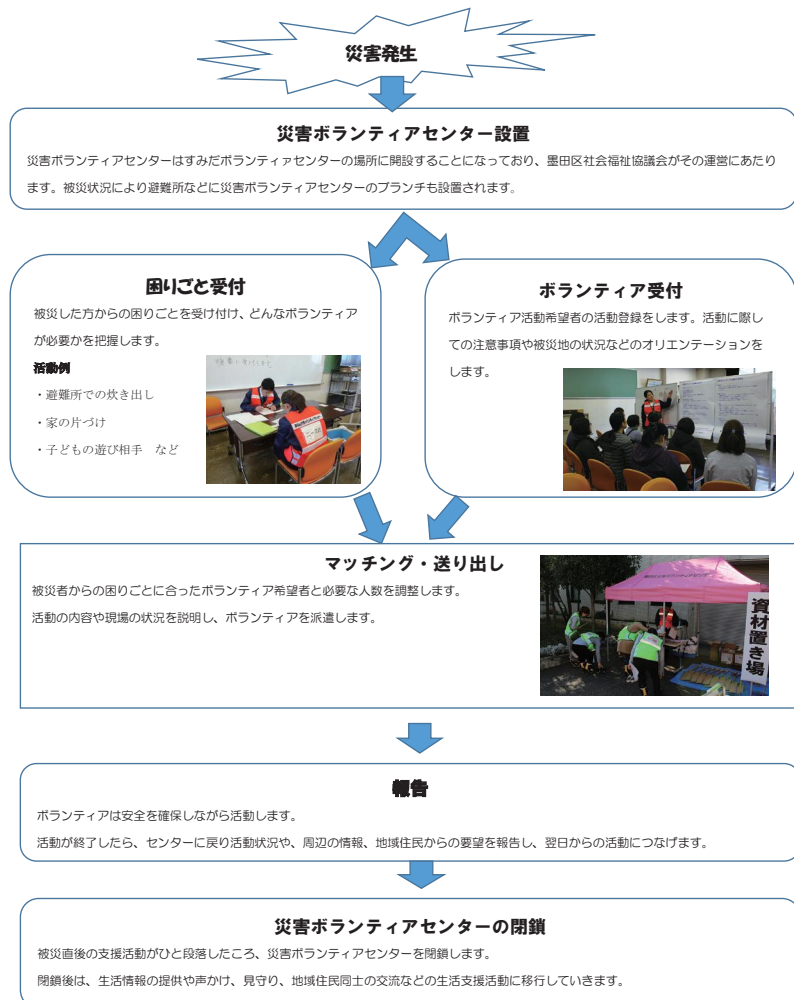 災害発生
災害ボランティアセンター設置
災害ボランティアセンターはすみだボランティァセンターの場所に開設することになっており、墨田区社会福祉協議会がその運営にあたり
ます。被災状況により避難所などに災害ボランティアセンターのブランチも設置されます。
困りごと受付
被災した方からの困りごとを受け付け、どんなボランティア
が必要かを把握します。
活動例
・避難所での炊き出し
・家の片づけ
・子どもの遊び相手　など
ボランティア受付
ボランティア活動希望者の活動登録をします。活動に際し
ての注意事項や被災地の状況などのオリエンテーションを
します。
マッチング・送り出し
被災者からの困りごとに合ったボランティア希望者と必要な人数を調整します。
活動の内容や現場の状況を説明し、ボランティアを派遣します。
資材置き場
報告
ボランティアは安全を確保しながら活動します。
活動が終了したら、センターに戻り活動状況や、周辺の情報、地域住民からの要望を報告し、翌日からの活動につなげます。
災害ボランティアセンターの閉鎖
被災直後の支援活動がひと段落したころ、災害ボランティアセンターを閉鎖します。
閉鎖後は、生活情報の提供や声かけ、見守り、地域住民同士の交流などの生活支援活動に移行していきます。